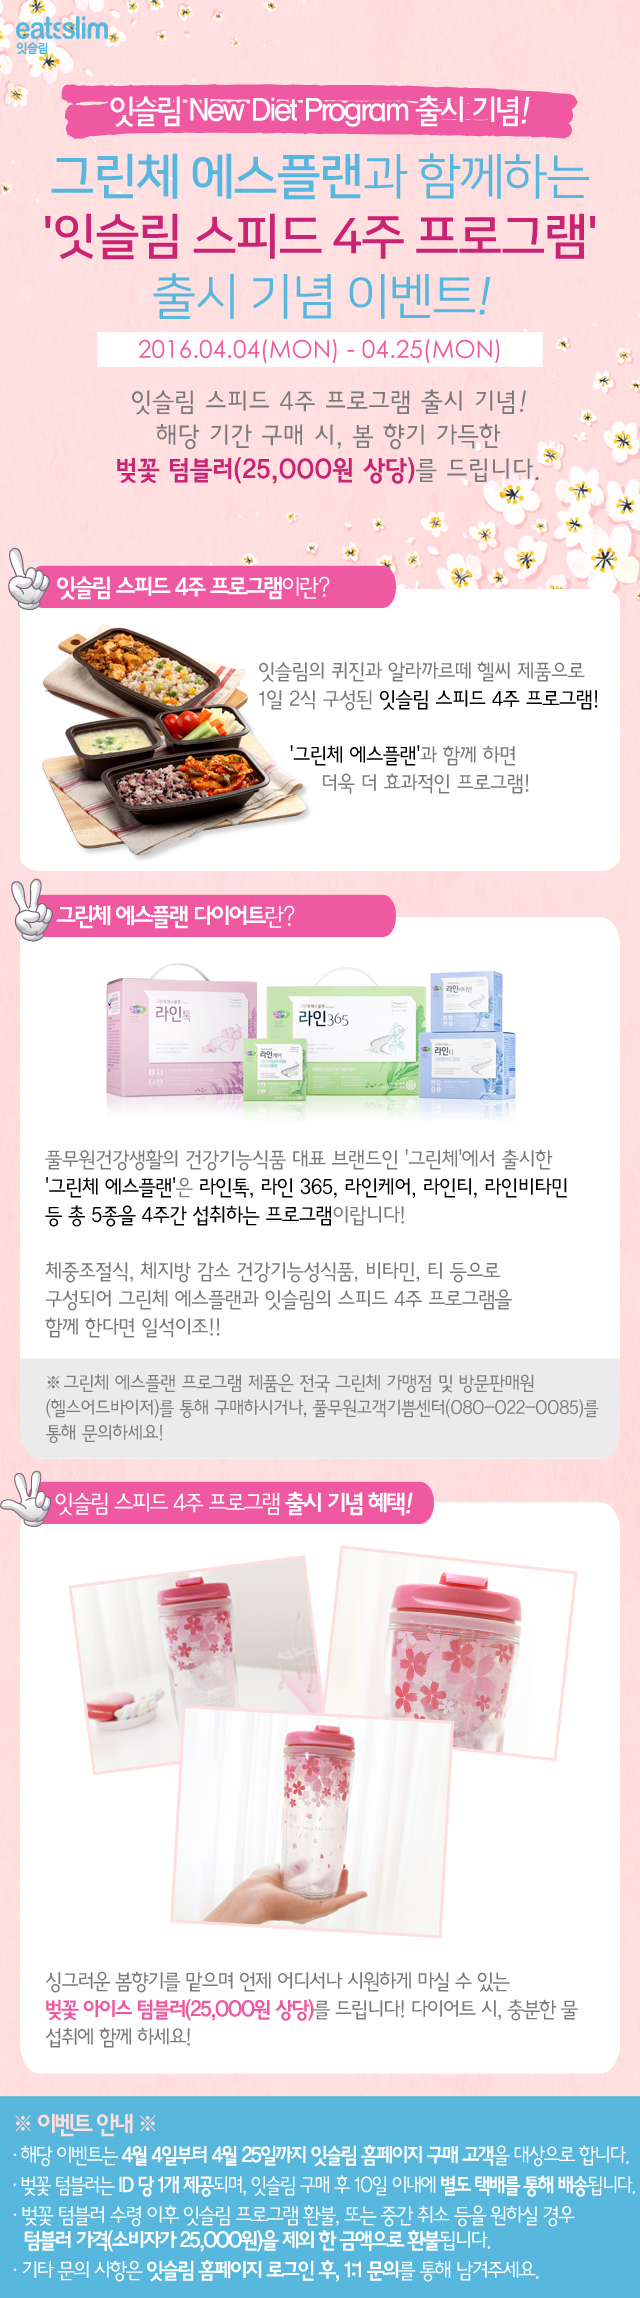 eatsslim
잇슬림
잇슬림 New Diet Program 출시 기념!
그린체 에스플랜과 함께하는
'잇슬림 스피드 4주 프로그램'
출시 기념 이벤트!
2016.04.04(MON) - 04.25(MON)
잇슬림 스피드 4주 프로그램 출시 기념!
해당 기간 구매 시, 봄 향기 가득한
벚꽃 텀블러(25,000원 상당)를 드립니다.
잇슬림 스피드 4주 프로그램이란?
잇슬림의 퀴진과 알라까르떼 헬씨 제품으로
1일 2식 구성된 잇슬림 스피드 4주 프로그램!
'그린체 에스플랜'과 함께 하면
더욱 더 효과적인 프로그램!
그린체 에스플랜 다이어트란?
라인톡
라인365
라인케어
라인비타민
라인티
풀무원건강생활의 건강기능식품 대표 브랜드인 '그린체'에서 출시한
'그린체 에스플랜'은 라인톡, 라인 365, 라인케어, 라인티, 라인비타민
등 총 5종을 4주간 섭취하는 프로그램이랍니다!
체중조절식, 체지방 감소 건강기능성식품, 비타민, 티 등으로
구성되어 그린체 에스플랜과 잇슬림의 스피드 4주 프로그램을
함께 한다면 일석이조!!
※ 그린체 에스플랜 프로그램 제품은 전국 그린체 가맹점 및 방문판매원
(헬스어드바이저)를 통해 구매하시거나, 풀무원고객기쁨센터(080-022-0085)를
통해 문의하세요!
잇슬림 스피드 4주 프로그램 출시 기념 혜택!
싱그러운 봄향기를 맡으며 언제 어디서나 시원하게 마실 수 있는
벚꽃 아이스 텀블러(25,000원 상당)를 드립니다! 다이어트 시, 충분한 물
섭취에 함께 하세요!
※ 이벤트 안내 ※
· 해당 이벤트는 4월 4일부터 4월 25일까지 잇슬림 홈페이지 구매 고객을 대상으로 합니다.
· 벚꽃 텀블러는 ID 당 1개 제공되며, 잇슬림 구매 후 10일 이내에 별도 택배를 통해 배송됩니다.
· 벚꽃 텀블러 수령 이후 잇슬림 프로그램 환불, 또는 중간 취소 등을 원하실 경우
텀블러 가격(소비자가 25,000원)을 제외 한 금액으로 환불됩니다.
· 기타 문의 사항은 잇슬림 홈페이지 로그인 후, 1:1 문의를 통해 남겨주세요.